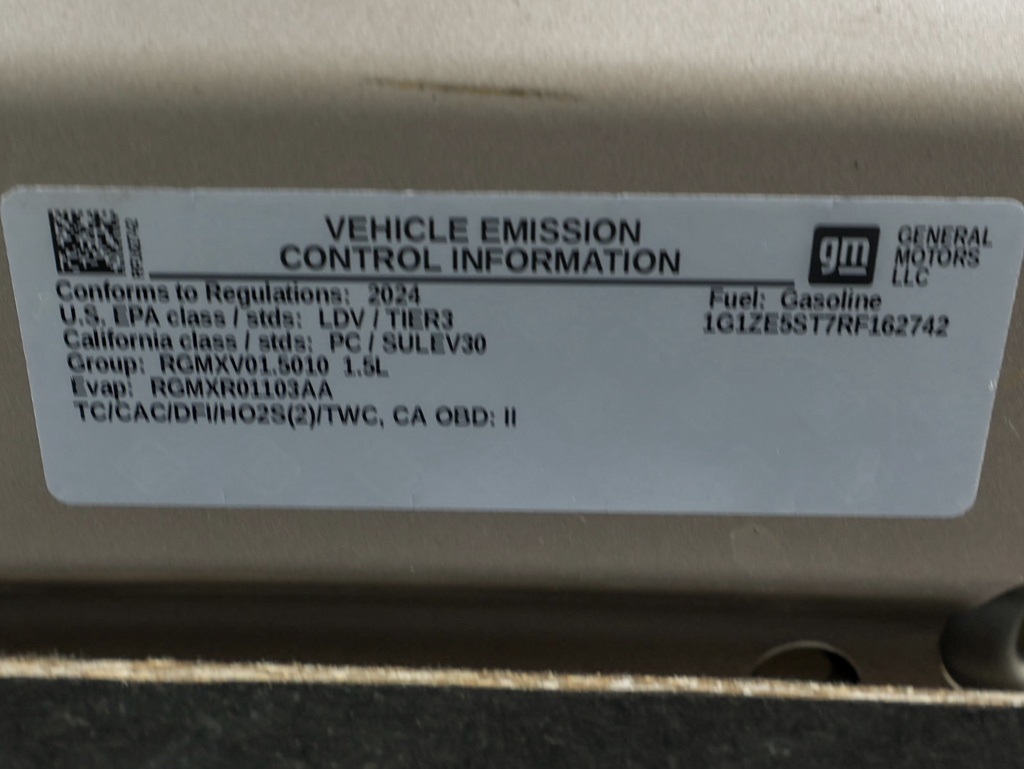 VEHICLE EMISSION
CONTROL INFORMATION
gm
GENERAL
MOTORS
LLC
Conforms to Regulations: 2024
Fuel: Gasoline
U.S. EPA class / stds: LDV / TIER3
1G1ZE5ST7RF162742
California class / stds: PC / SULEV30
Group: RGMXV01.5010 1.5L
Evap: RGMXR01103AA
TC/CAC/DFI/HO2S(2)/TWC, CA OBD: II